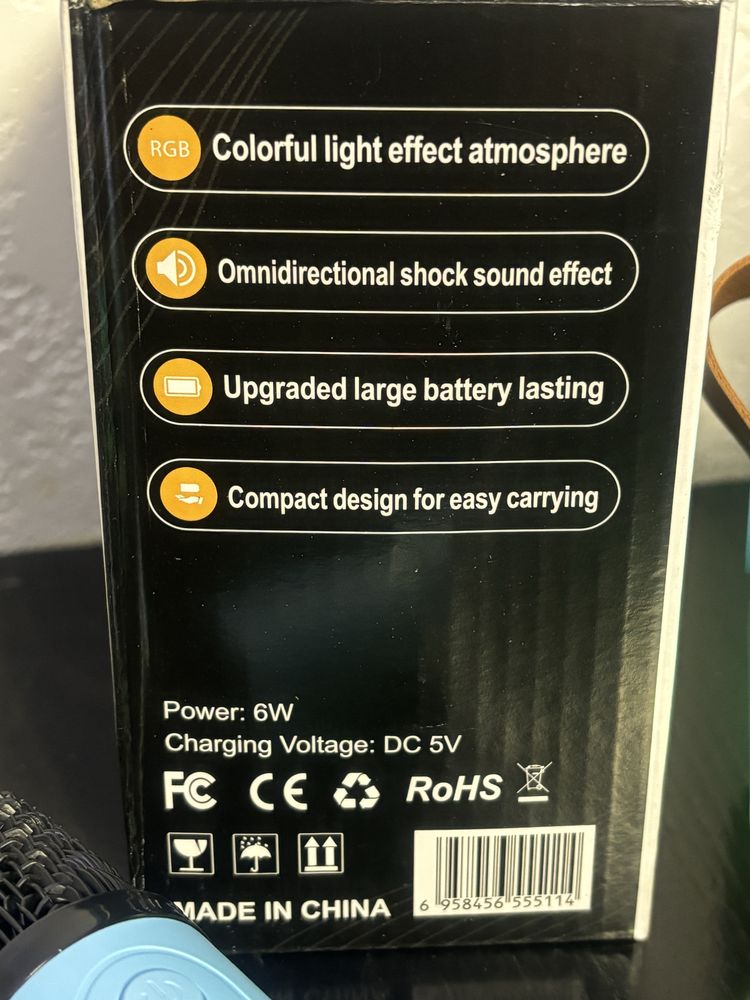 RGB Colorful light effect atmosphere
Omnidirectional shock sound effect
Upgraded large battery lasting
Compact design for easy carrying
Power: 6W
Charging Voltage: DC 5V
FC CE RoHS
MADE IN CHINA
6 958456 555114